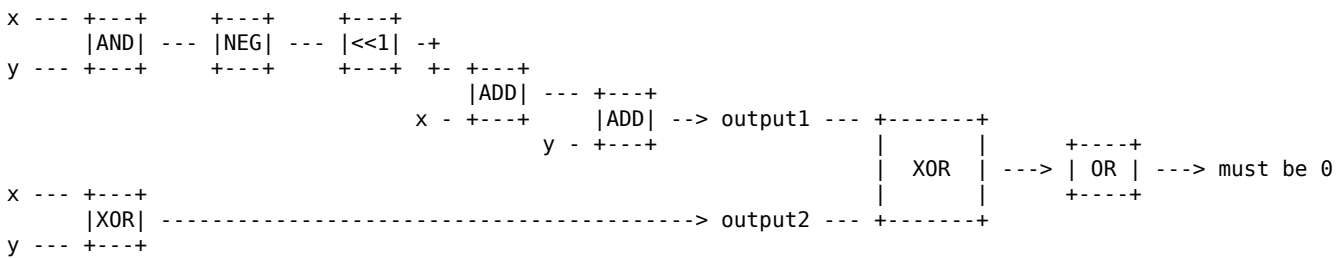 x --- +---+     +---+     +---+
      |AND| --- |NEG| --- |<<1| -+
y --- +---+     +---+     +---+  +- +---+
                                    |ADD| --- +---+
                                x - +---+     |ADD| --> output1 --- +-------+
                                          y - +---+                 |       |      +----+
                                                                    |  XOR  | ---> | OR | ---> must be 0
x --- +---+                                                         |       |      +----+
      |XOR| ------------------------------------------> output2 --- +-------+
y --- +---+